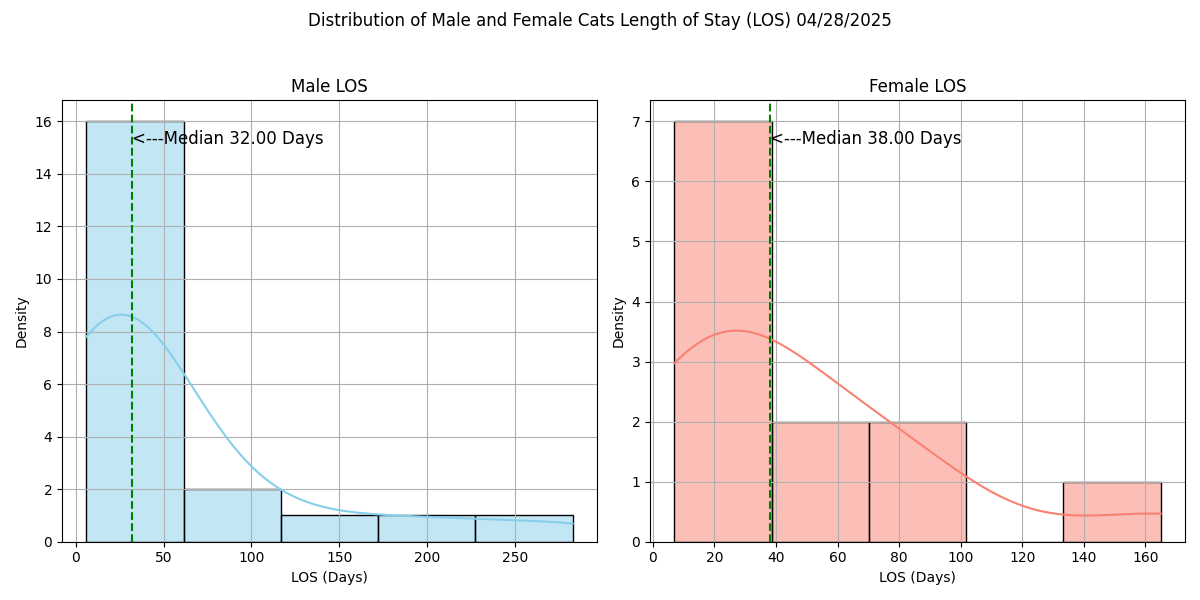 Distribution of Male and Female Cats Length of Stay (LOS) 04/28/2025
Male LOS
16
14
12
10
8
6
4
2
0
Density
<---Median 32.00 Days
0 50 100 150 200 250
LOS (Days)
Female LOS
7
6
5
4
3
2
1
0
Density
<---Median 38.00 Days
0 20 40 60 80 100 120 140 160
LOS (Days)